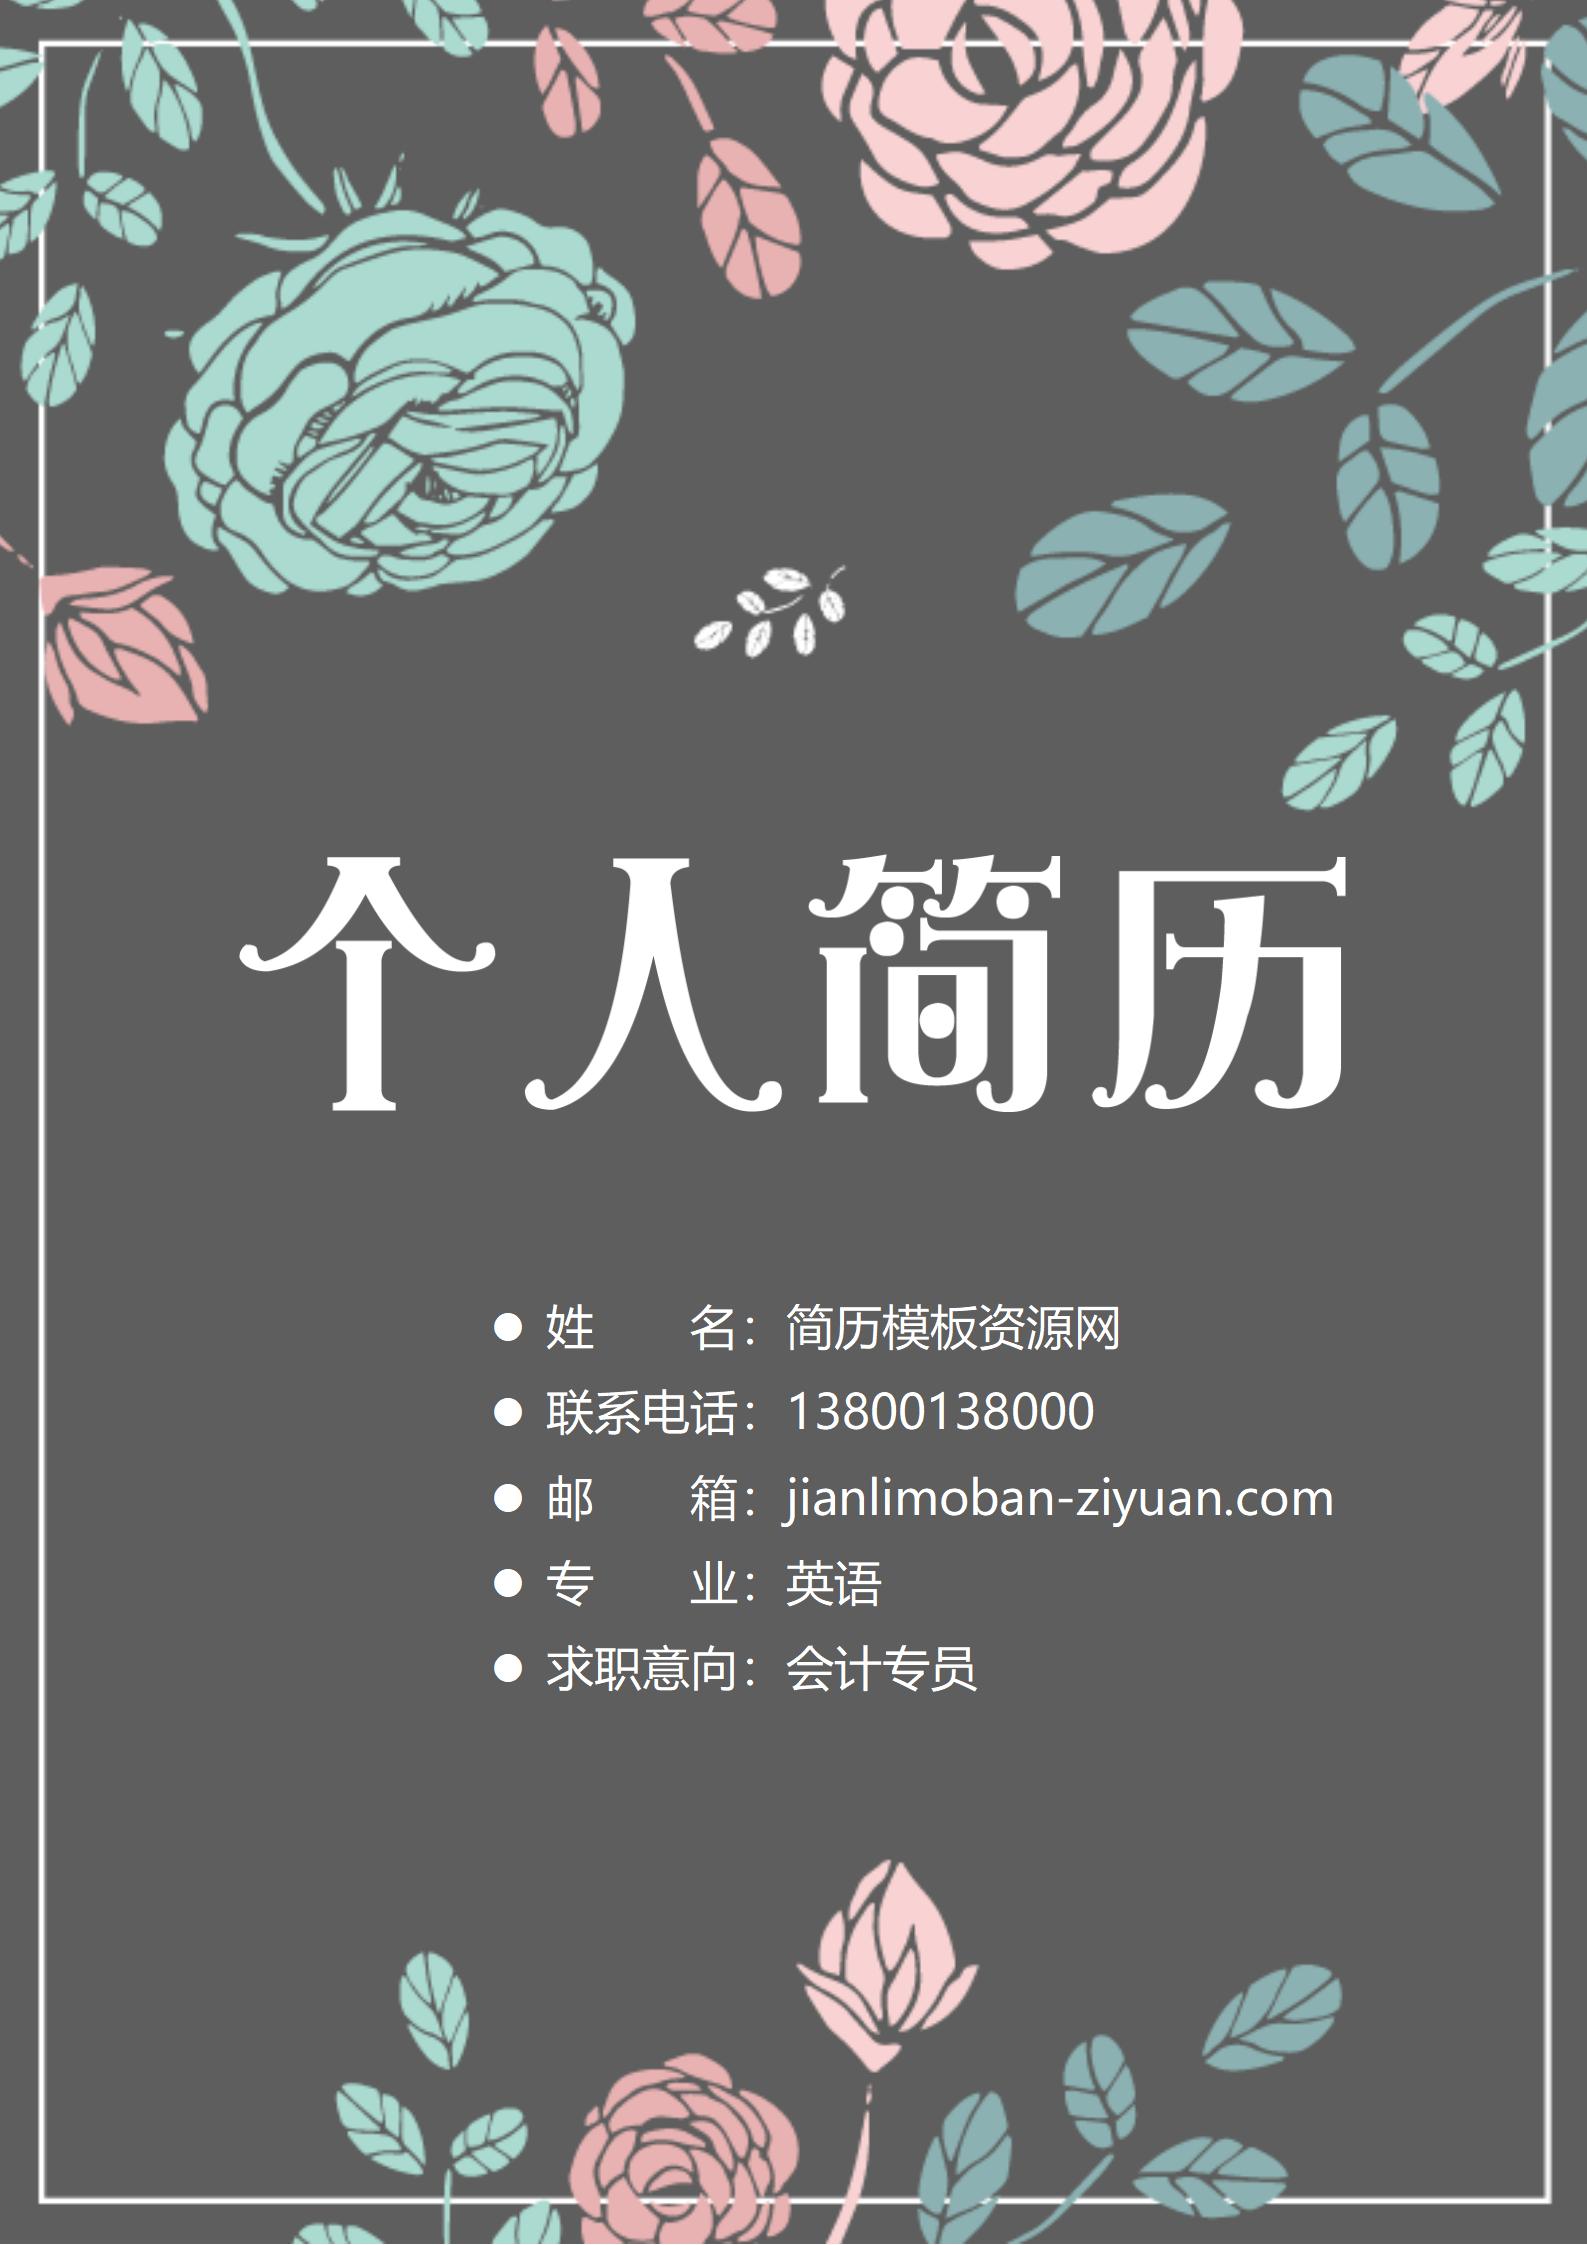 个人简历
● 姓　　名：简历模板资源网
● 联系电话：13800138000
● 邮　　箱：jianlimoban-ziyuan.com
● 专　　业：英语
● 求职意向：会计专员